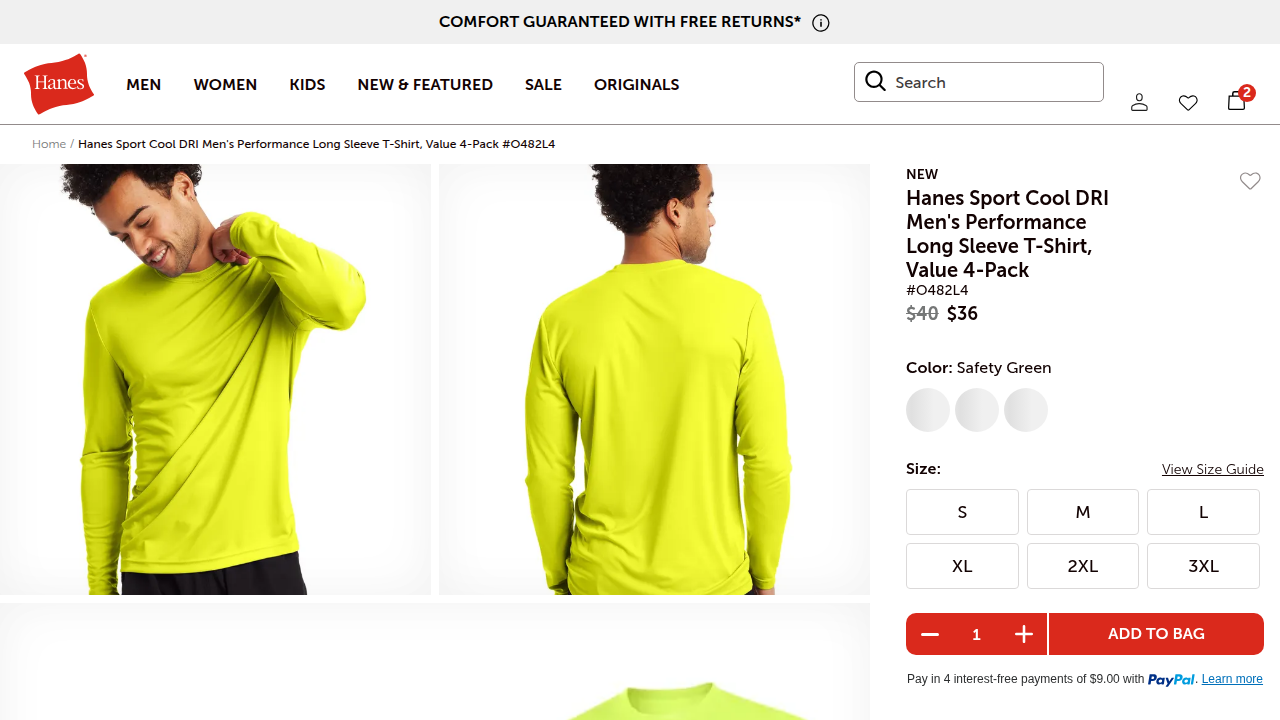 COMFORT GUARANTEED WITH FREE RETURNS*
Hanes
MEN
WOMEN
KIDS
NEW & FEATURED
SALE
ORIGINALS
Search
2
Home / Hanes Sport Cool DRI Men's Performance Long Sleeve T-Shirt, Value 4-Pack #O482L4
NEW
Hanes Sport Cool DRI
Men's Performance
Long Sleeve T-Shirt,
Value 4-Pack
#O482L4
$40 $36
Color: Safety Green
Size:
View Size Guide
S
M
L
XL
2XL
3XL
1
ADD TO BAG
Pay in 4 interest-free payments of $9.00 with PayPal. Learn more